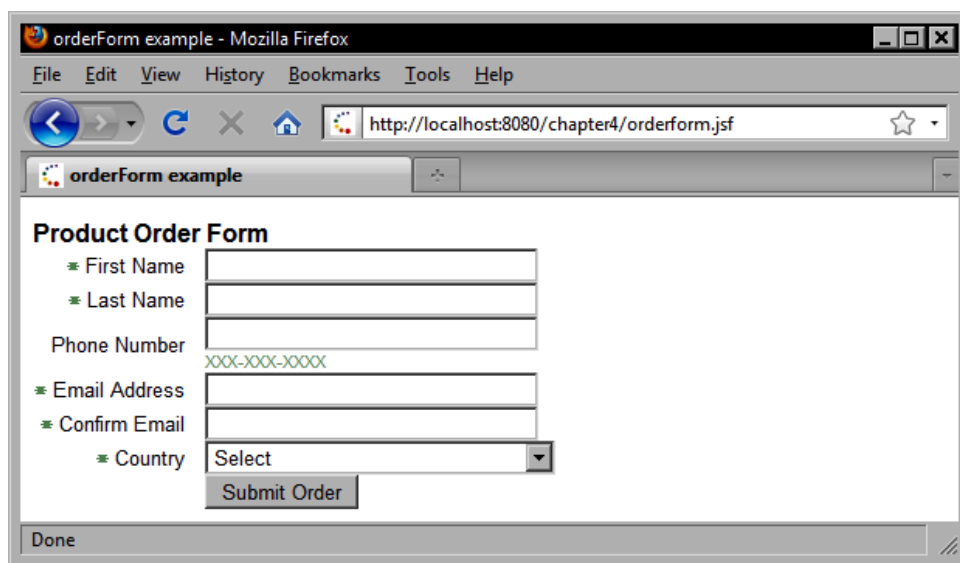 orderForm example - Mozilla Firefox
File Edit View History Bookmarks Tools Help
http://localhost:8080/chapter4/orderform.jsf
orderForm example
Product Order Form
* First Name
* Last Name
Phone Number
XXX-XXX-XXXX
* Email Address
* Confirm Email
* Country Select
Submit Order
Done